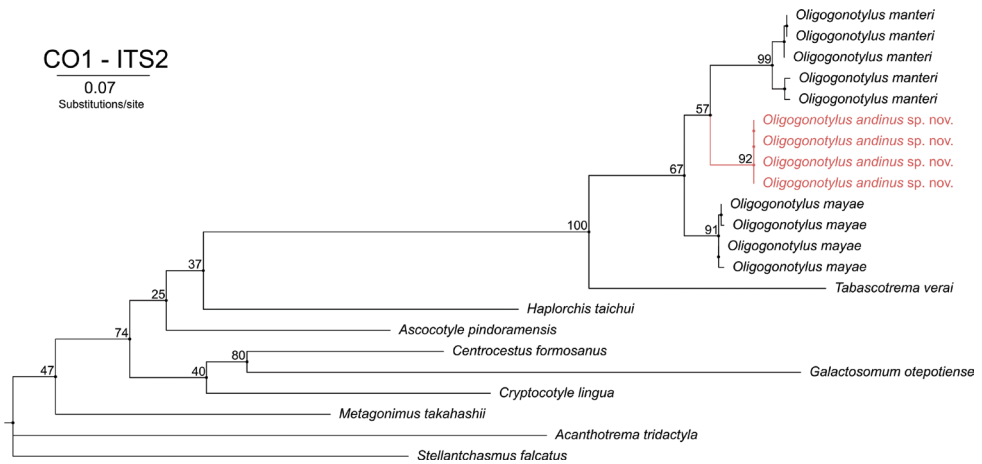 CO1 - ITS2
0.07
Substitutions/site
Oligogonotylus manteri
Oligogonotylus manteri
99
Oligogonotylus manteri
Oligogonotylus manteri
Oligogonotylus manteri
57
Oligogonotylus andinus sp. nov.
Oligogonotylus andinus sp. nov.
92
Oligogonotylus andinus sp. nov.
67
Oligogonotylus andinus sp. nov.
Oligogonotylus mayae
100
Oligogonotylus mayae
91
Oligogonotylus mayae
37
Oligogonotylus mayae
Tabascotrema verai
25
Haplorchis taichui
74
Ascocotyle pindoramensis
80
Centrocestus formosanus
47
40
Galactosomum otepotiense
Cryptocotyle lingua
Metagonimus takahashii
Acanthotrema tridactyla
Stellantchasmus falcatus